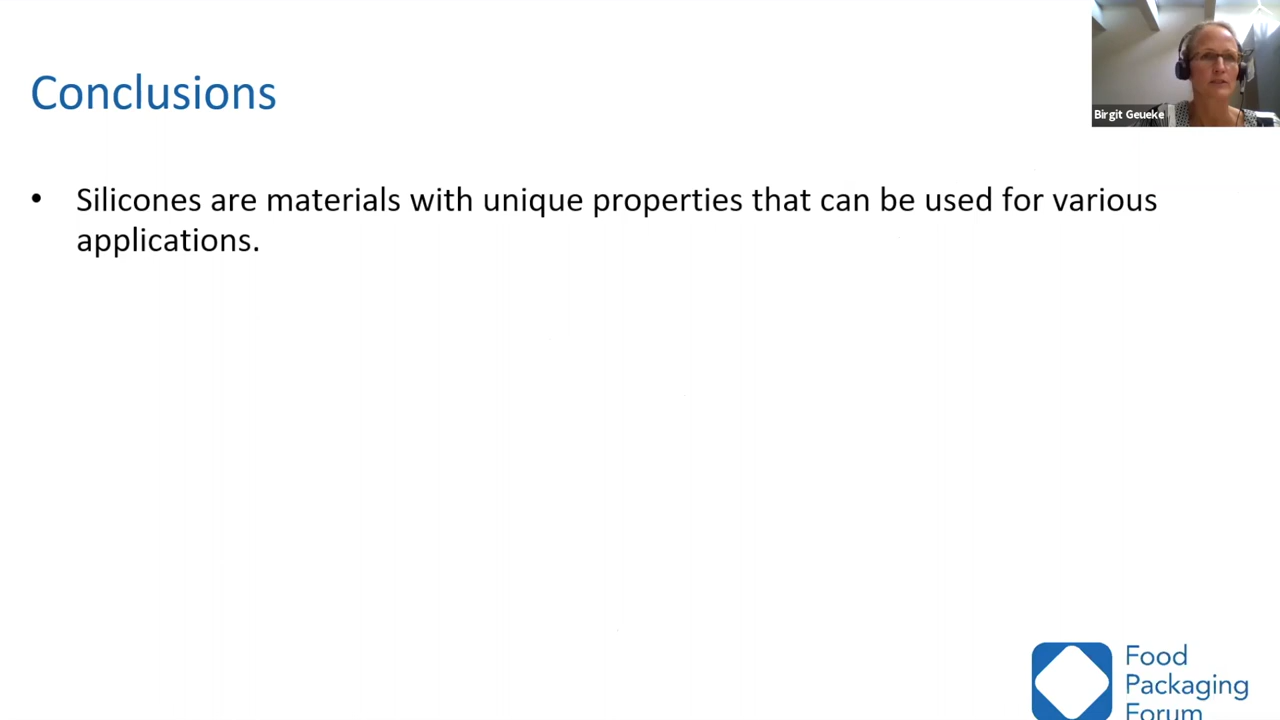 Conclusions
Birgit Geueke
• Silicones are materials with unique properties that can be used for various
applications.
Food
Packaging
Forum